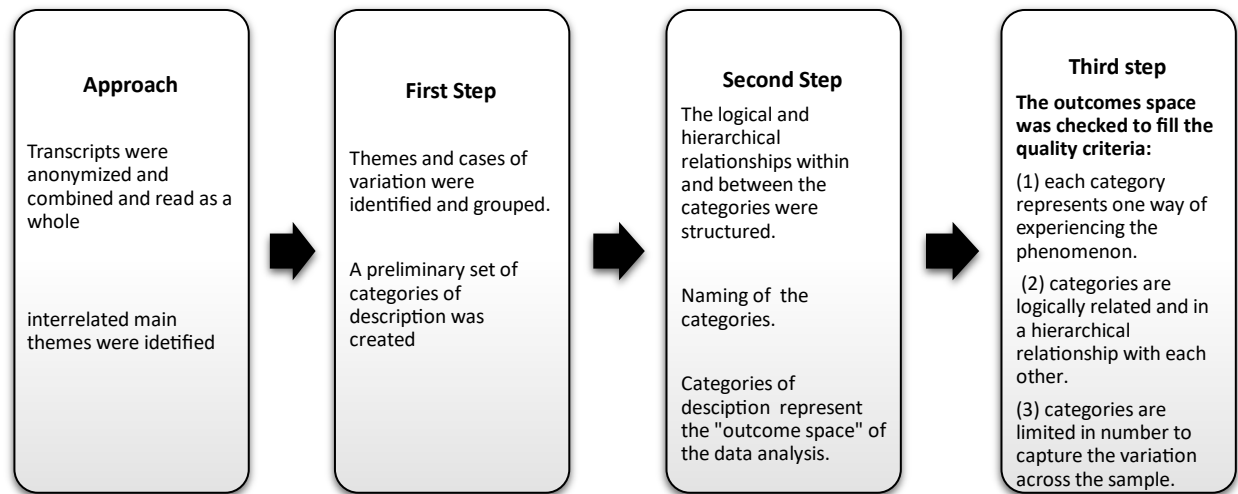 Approach
Transcripts were
anonymized and
combined and read as a
whole
interrelated main
themes were idetified
First Step
Themes and cases of
variation were
identified and grouped.
A preliminary set of
categories of
description was
created
Second Step
The logical and
hierarchical
relationships within
and between the
categories were
structured.
Naming of the
categories.
Categories of
desciption represent
the "outcome space" of
the data analysis.
Third step
The outcomes space
was checked to fill the
quality criteria:
(1) each category
represents one way of
experiencing the
phenomenon.
(2) categories are
logically related and in
a hierarchical
relationship with each
other.
(3) categories are
limited in number to
capture the variation
across the sample.